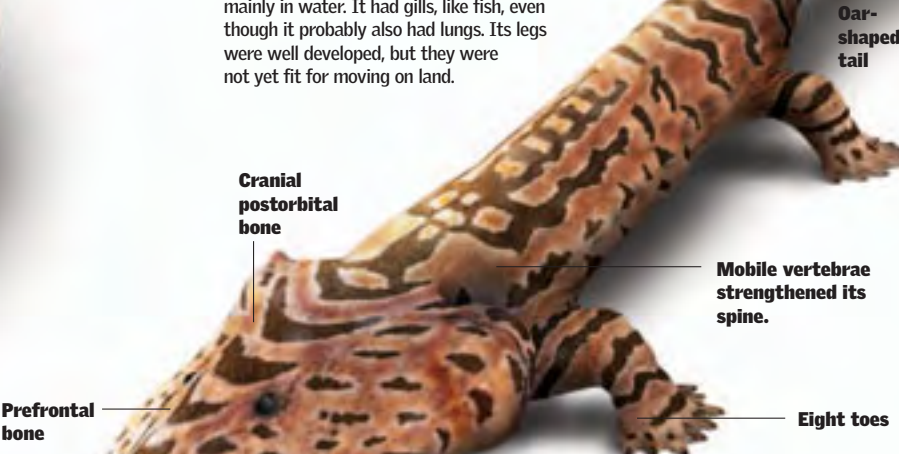 mainly in water. It had gills, like fish, even
though it probably also had lungs. Its legs
were well developed, but they were
not yet fit for moving on land.
Oar-
shaped
tail
Cranial
postorbital
bone
Mobile vertebrae
strengthened its
spine.
Prefrontal
bone
Eight toes